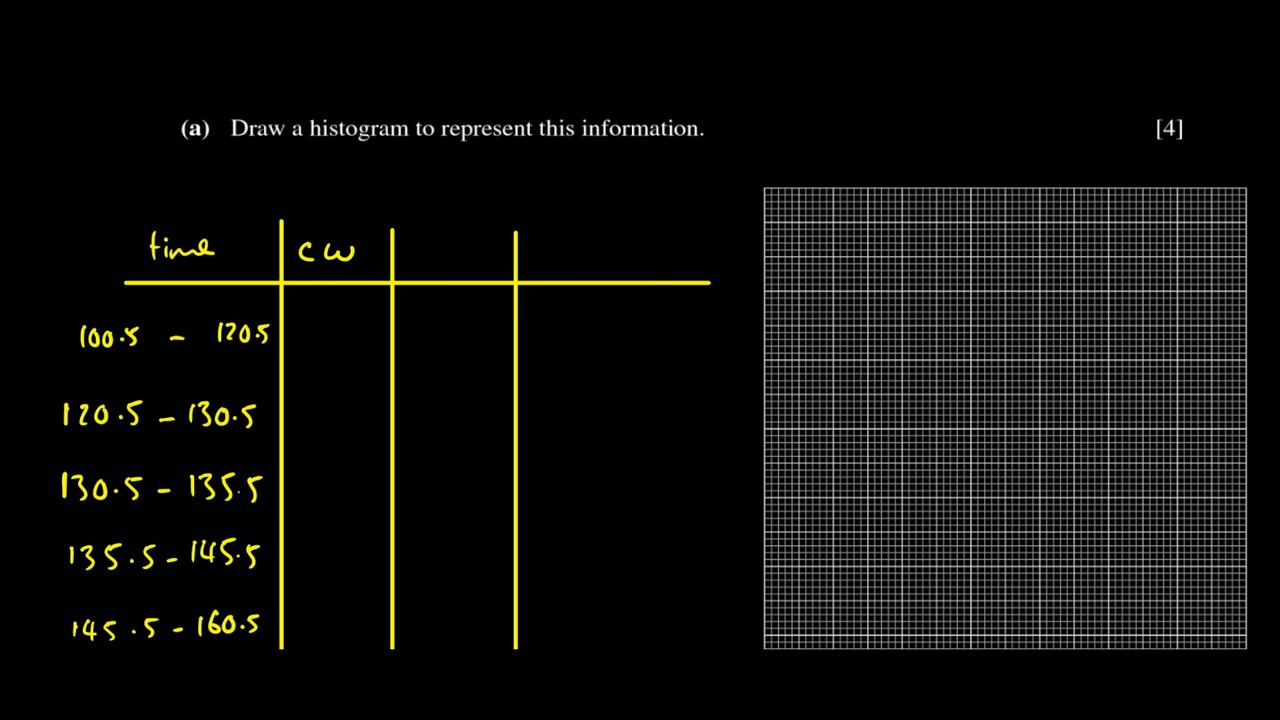 (a) Draw a histogram to represent this information. [4]
time cw
100.5 - 120.5
120.5 - 130.5
130.5 - 135.5
135.5 - 145.5
145.5 - 160.5